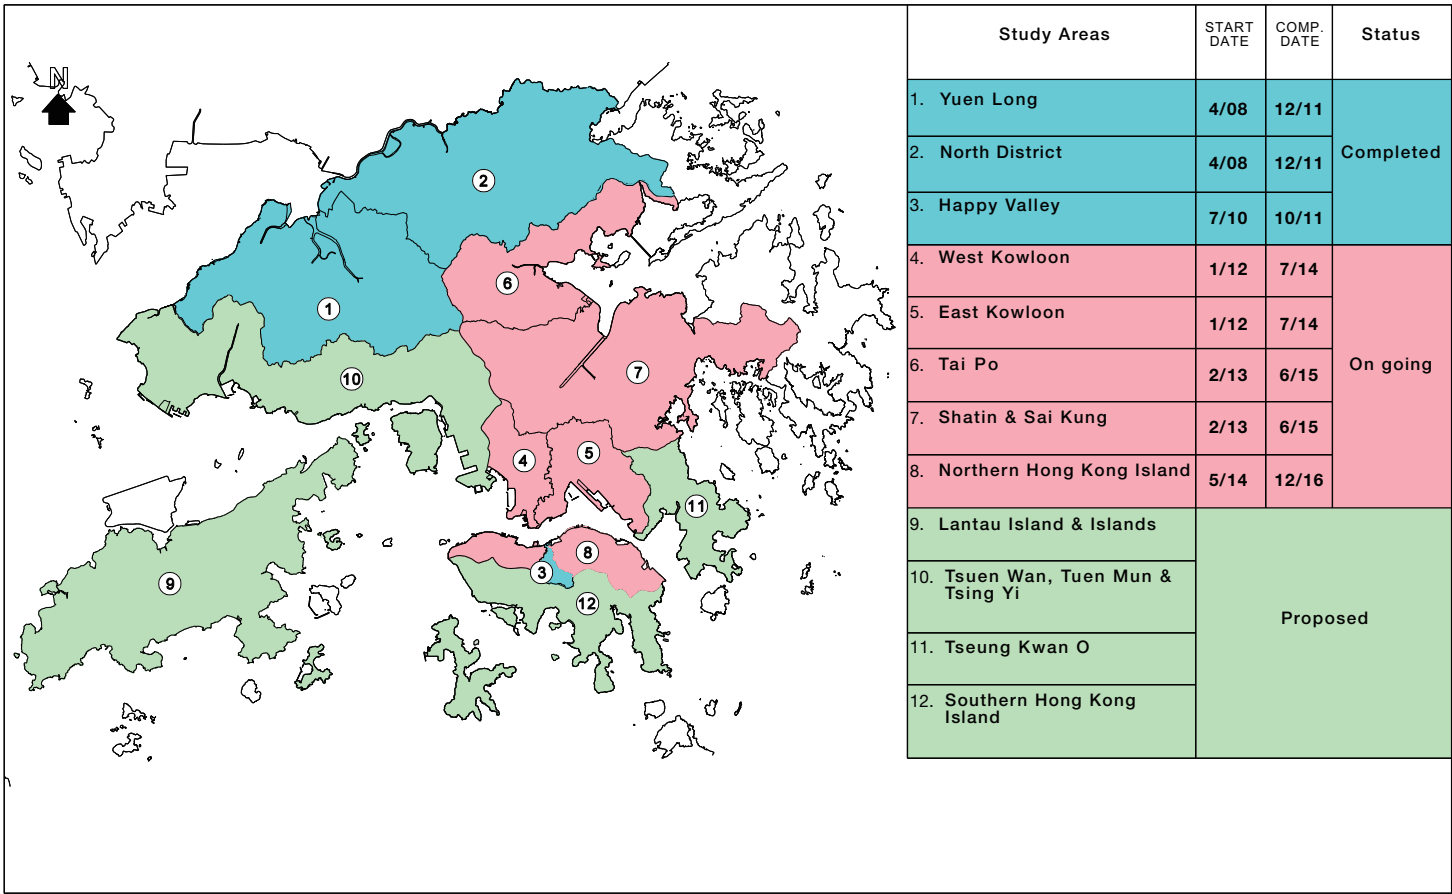 N
2
1
6
7
10
4
5
11
9
8
3
12
Study Areas
START
DATE
COMP.
DATE
Status
1. Yuen Long
4/08
12/11
Completed
2. North District
4/08
12/11
3. Happy Valley
7/10
10/11
4. West Kowloon
1/12
7/14
On going
5. East Kowloon
1/12
7/14
6. Tai Po
2/13
6/15
7. Shatin & Sai Kung
2/13
6/15
8. Northern Hong Kong Island
5/14
12/16
9. Lantau Island & Islands
Proposed
10. Tsuen Wan, Tuen Mun &
Tsing Yi
11. Tseung Kwan O
12. Southern Hong Kong
Island